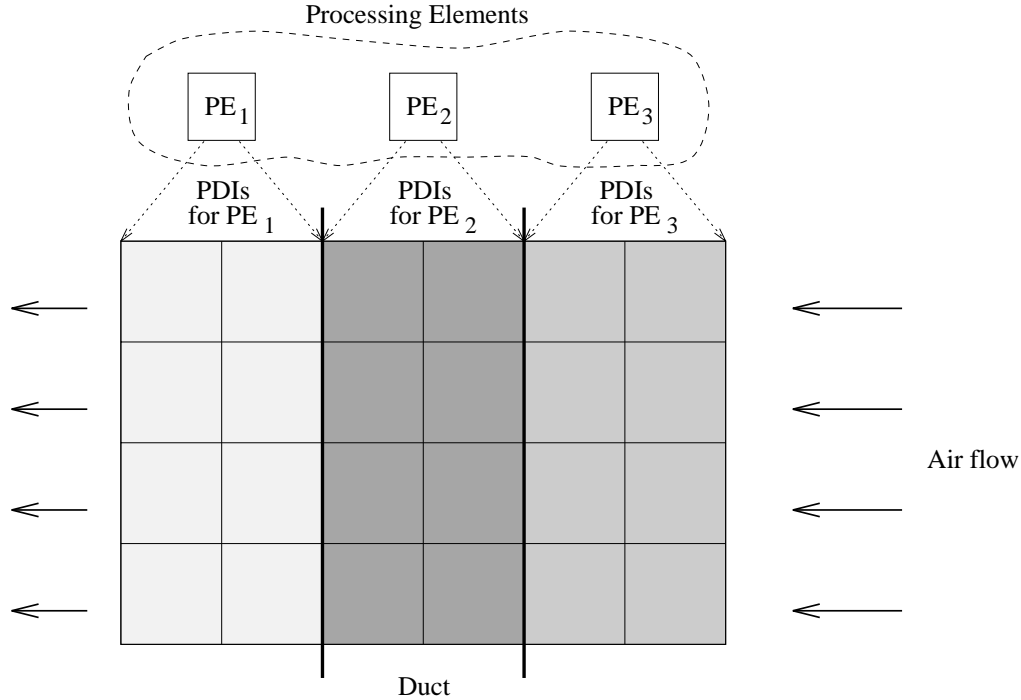 Processing Elements
PE1
PE2
PE3
PDIs
for PE 1
PDIs
for PE 2
PDIs
for PE 3
Air flow
Duct